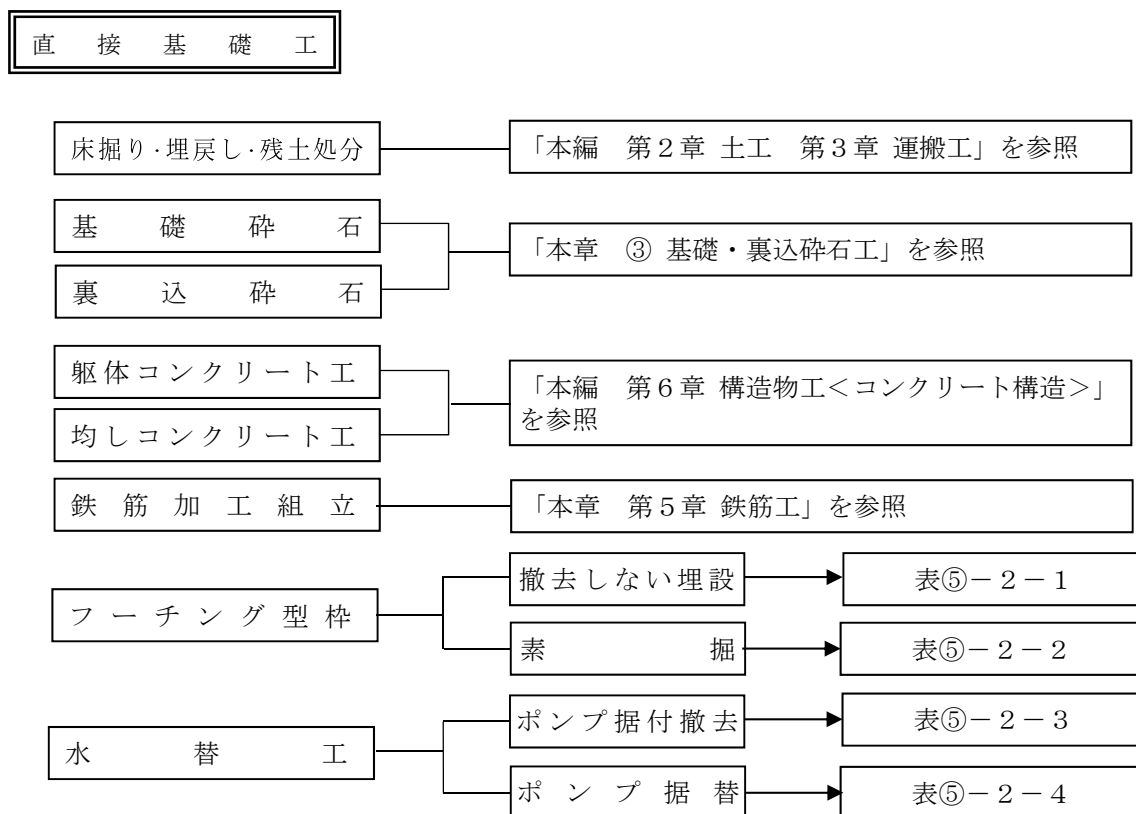 直接基礎工
床掘り・埋戻し・残土処分
「本編　第２章 土工　第３章 運搬工」を参照
基礎砕石
裏込砕石
「本章　③ 基礎・裏込砕石工」を参照
躯体コンクリート工
均しコンクリート工
「本編　第６章 構造物工＜コンクリート構造＞」
を参照
鉄筋加工組立
「本章　第５章 鉄筋工」を参照
フーチング型枠
撤去しない埋設
表⑤－２－１
素掘
表⑤－２－２
水替工
ポンプ据付撤去
表⑤－２－３
ポンプ据替
表⑤－２－４